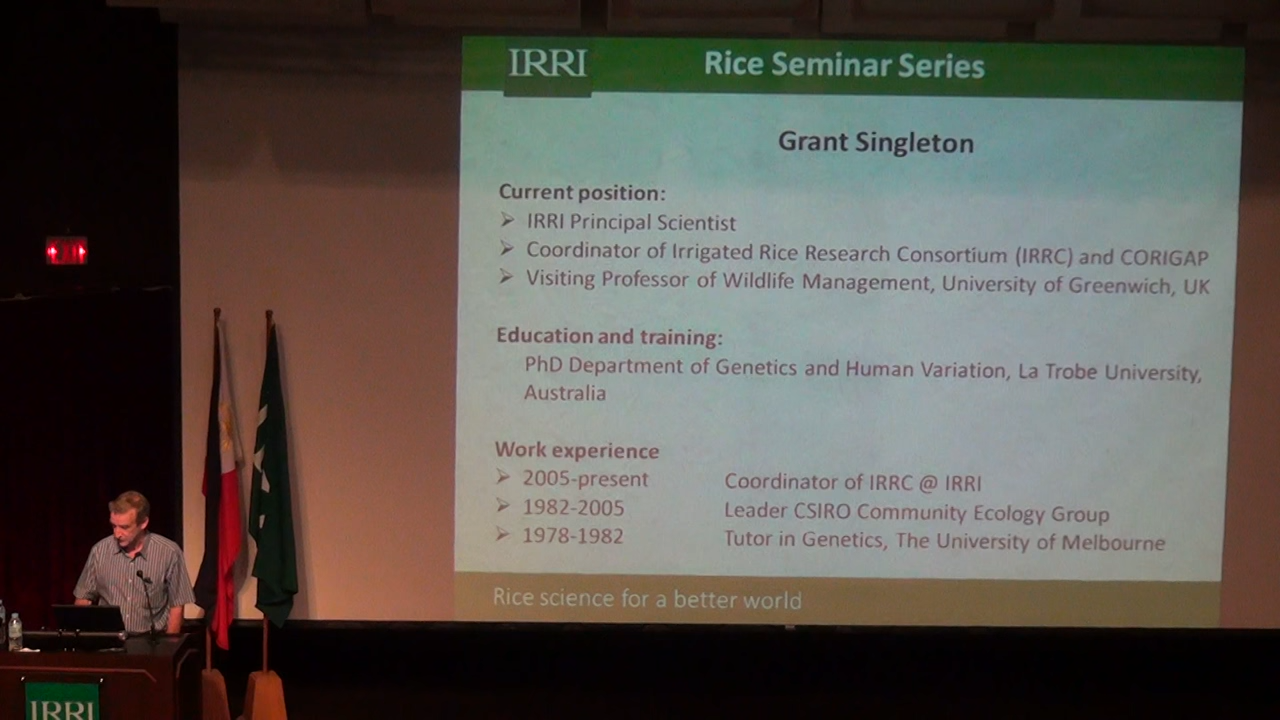 IRRI
Rice Seminar Series
Grant Singleton
Current position:
➢ IRRI Principal Scientist
➢ Coordinator of Irrigated Rice Research Consortium (IRRC) and CORIGAP
➢ Visiting Professor of Wildlife Management, University of Greenwich, UK
Education and training:
PhD Department of Genetics and Human Variation, La Trobe University,
Australia
Work experience
➢ 2005-present Coordinator of IRRC @ IRRI
➢ 1982-2005 Leader CSIRO Community Ecology Group
➢ 1978-1982 Tutor in Genetics, The University of Melbourne
Rice science for a better world
EXIT
IRRI